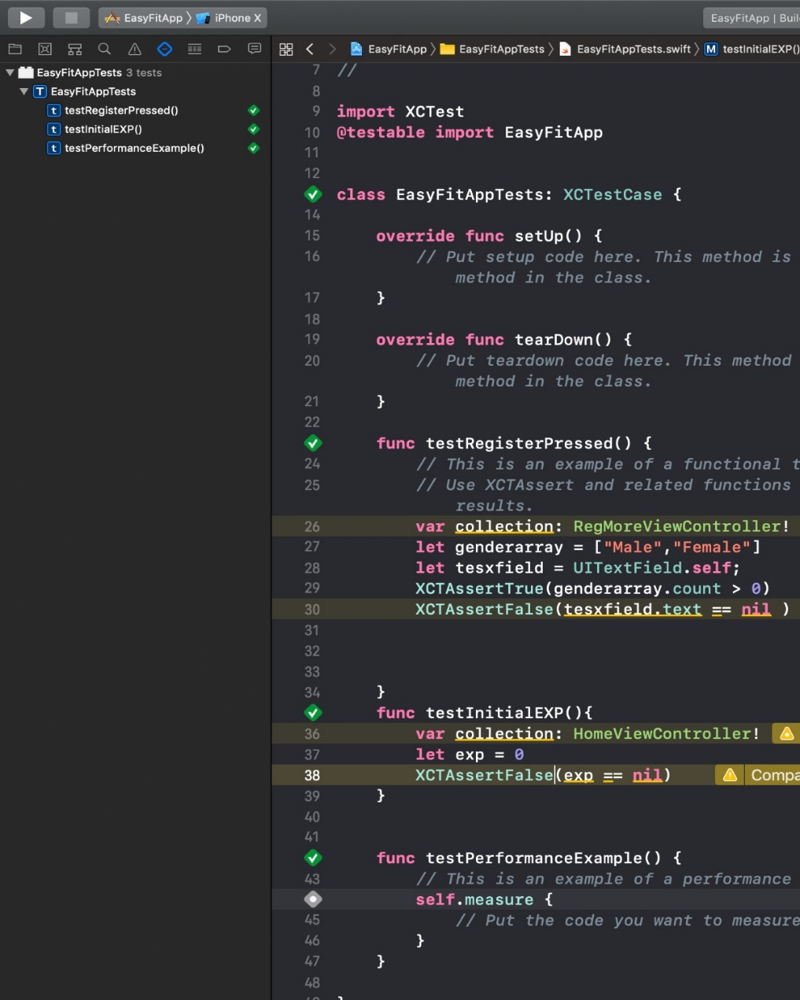 EasyFitApp
iPhone X
EasyFitApp |
EasyFitApp
EasyFitAppTests
EasyFitAppTests.swift
M
testInitialEXP()
EasyFitAppTests 3 tests
T EasyFitAppTests
t testRegisterPressed()
t testInitialEXP()
t testPerformanceExample()
7 //
8
9 import XCTest
10 @testable import EasyFitApp
11
12
class EasyFitAppTests: XCTestCase {
14
15 override func setUp() {
16 // Put setup code here. This method is
method in the class.
17 }
18
19 override func tearDown() {
20 // Put teardown code here. This method
method in the class.
21 }
22
func testRegisterPressed() {
24 // This is an example of a functional t
25 // Use XCTAssert and related functions
results.
26 var collection: RegMoreViewController!
27 let genderarray = ["Male","Female"]
28 let tesxfield = UITextField.self;
29 XCTAssertTrue(genderarray.count > 0)
30 XCTAssertFalse(tesxfield.text == nil )
31
32
33
34 }
func testInitialEXP(){
36 var collection: HomeViewController!
37 let exp = 0
38 XCTAssertFalse(exp == nil) Compa
39 }
40
41
func testPerformanceExample() {
43 // This is an example of a performance
self.measure {
45 // Put the code you want to measure
46 }
47 }
48